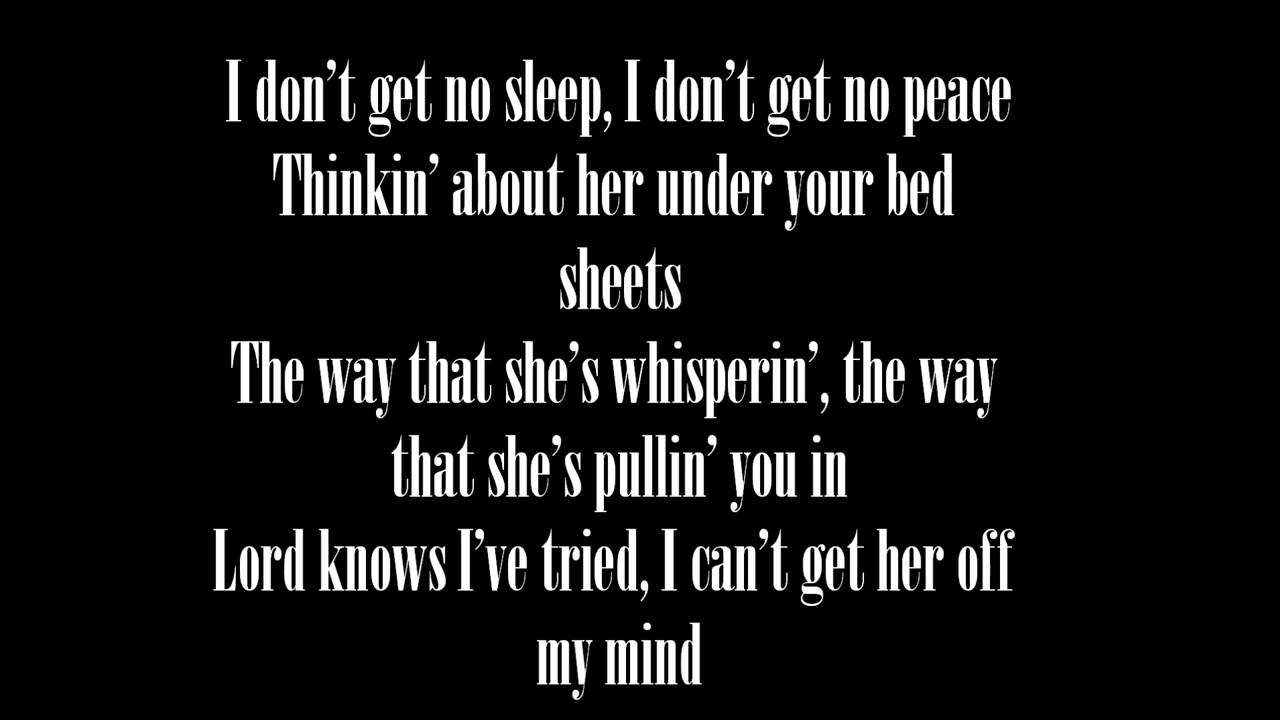 I don’t get no sleep, I don’t get no peace
Thinkin’ about her under your bed
sheets
The way that she’s whisperin’, the way
that she’s pullin’ you in
Lord knows I’ve tried, I can’t get her off
my mind